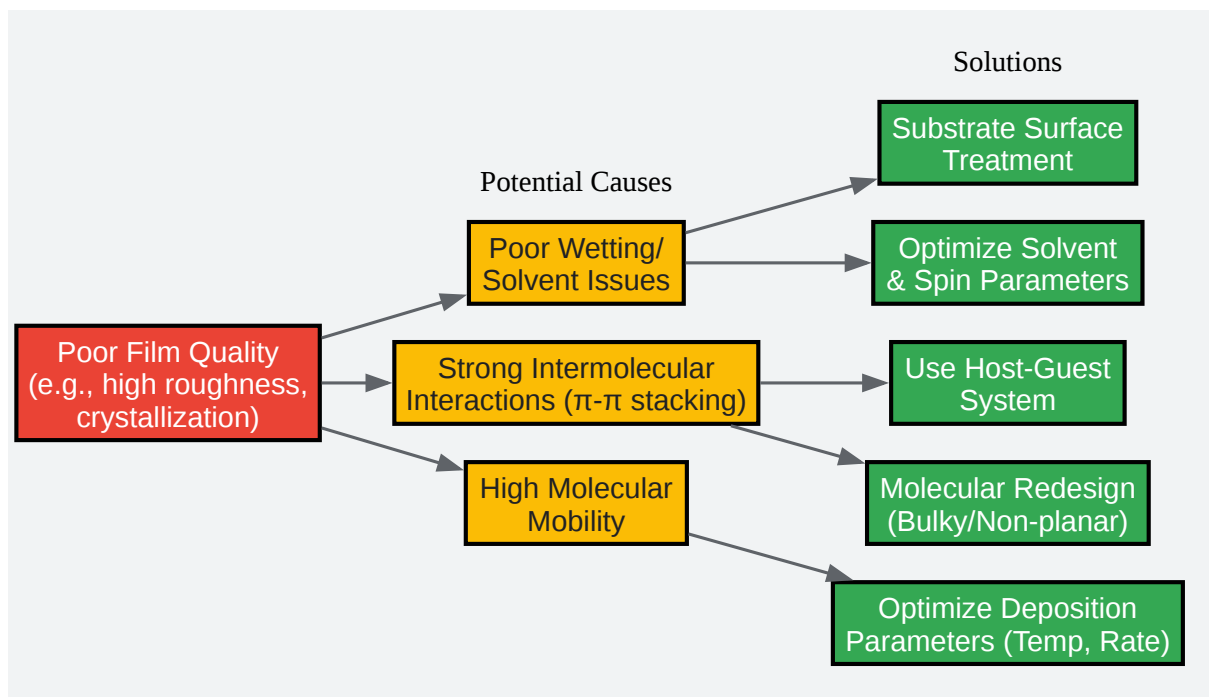 Solutions
Substrate Surface
Treatment
Potential Causes
Poor Wetting/
Solvent Issues
Optimize Solvent
& Spin Parameters
Poor Film Quality
(e.g., high roughness,
crystallization)
Strong Intermolecular
Interactions (π-π stacking)
Use Host-Guest
System
High Molecular
Mobility
Molecular Redesign
(Bulky/Non-planar)
Optimize Deposition
Parameters (Temp, Rate)